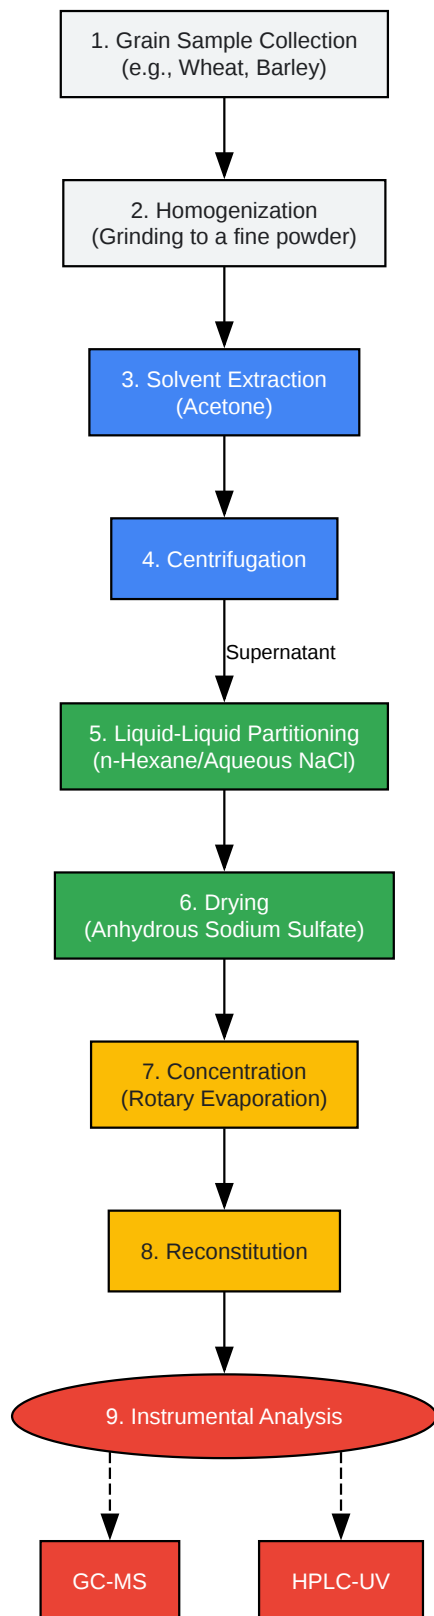 1. Grain Sample Collection
(e.g., Wheat, Barley)
2. Homogenization
(Grinding to a fine powder)
3. Solvent Extraction
(Acetone)
4. Centrifugation
Supernatant
5. Liquid-Liquid Partitioning
(n-Hexane/Aqueous NaCl)
6. Drying
(Anhydrous Sodium Sulfate)
7. Concentration
(Rotary Evaporation)
8. Reconstitution
9. Instrumental Analysis
GC-MS
HPLC-UV